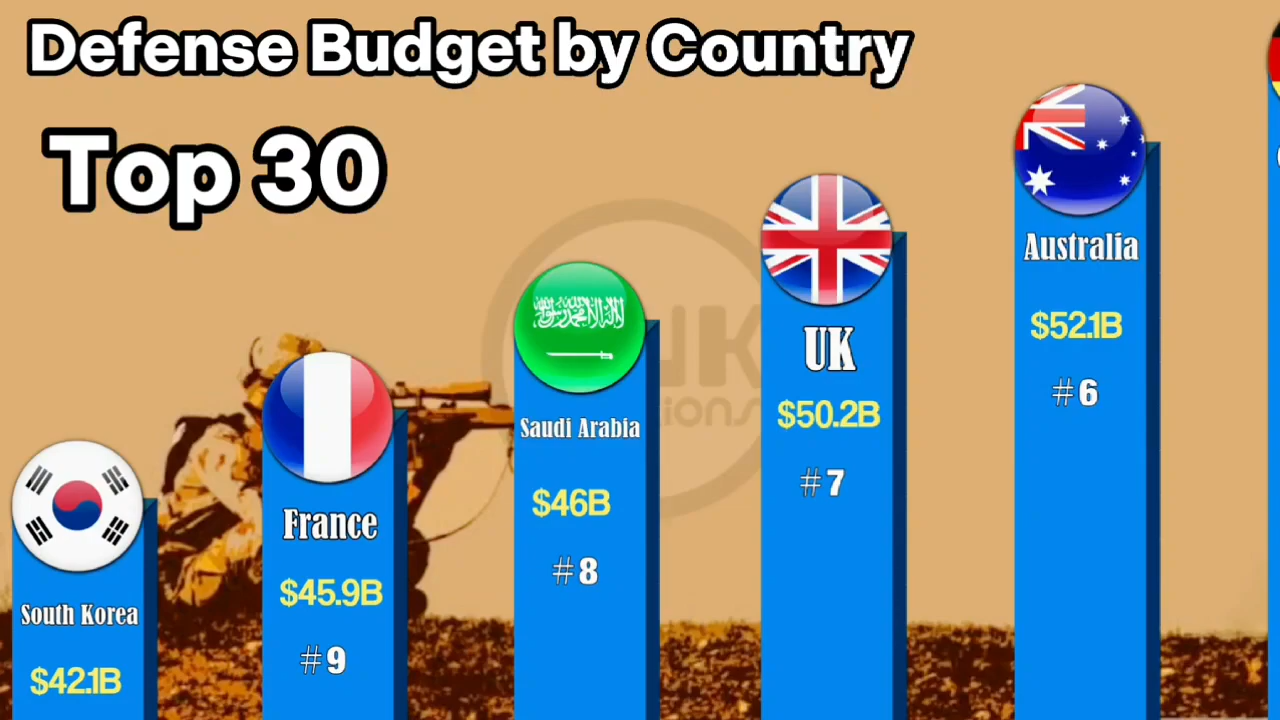 Defense Budget by Country
Top 30
South Korea
$42.1B
France
$45.9B
#9
Saudi Arabia
$46B
#8
UK
$50.2B
#7
Australia
$52.1B
#6